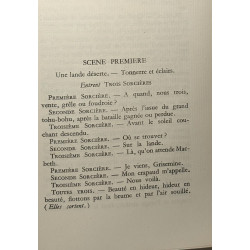 SCENE PREMIERE
Une lande déserte. — Tonnerre et éclairs.
Entrent TROIS SORCIÈRES
PREMIÈRE SORCIÈRE. — A quand, nous trois,
vente, grêle ou foudroie ?
SECONDE SORCIÈRE. — Après l'issue du grand
tohu-bohu, après la bataille gagnée ou perdue.
TROISIÈME SORCIÈRE. — Avant le soleil cou-
chant descendu.
PREMIÈRE SORCIÈRE. — Où se trouver ?
SECONDE SORCIÈRE. — Sur la lande.
TROISIÈME SORCIÈRE. — Là, qu'on attende Mac-
beth.
PREMIÈRE SORCIÈRE. — Je viens, Grisemine.
SECONDE SORCIÈRE. — Mon crapaud m'appelle.
TROISIÈME SORCIÈRE. — Nous voilà.
TOUTES TROIS. — Beauté en hideur, hideur en
beauté, flottons par la brume et par l'air souillé.
( Elles sortent. )